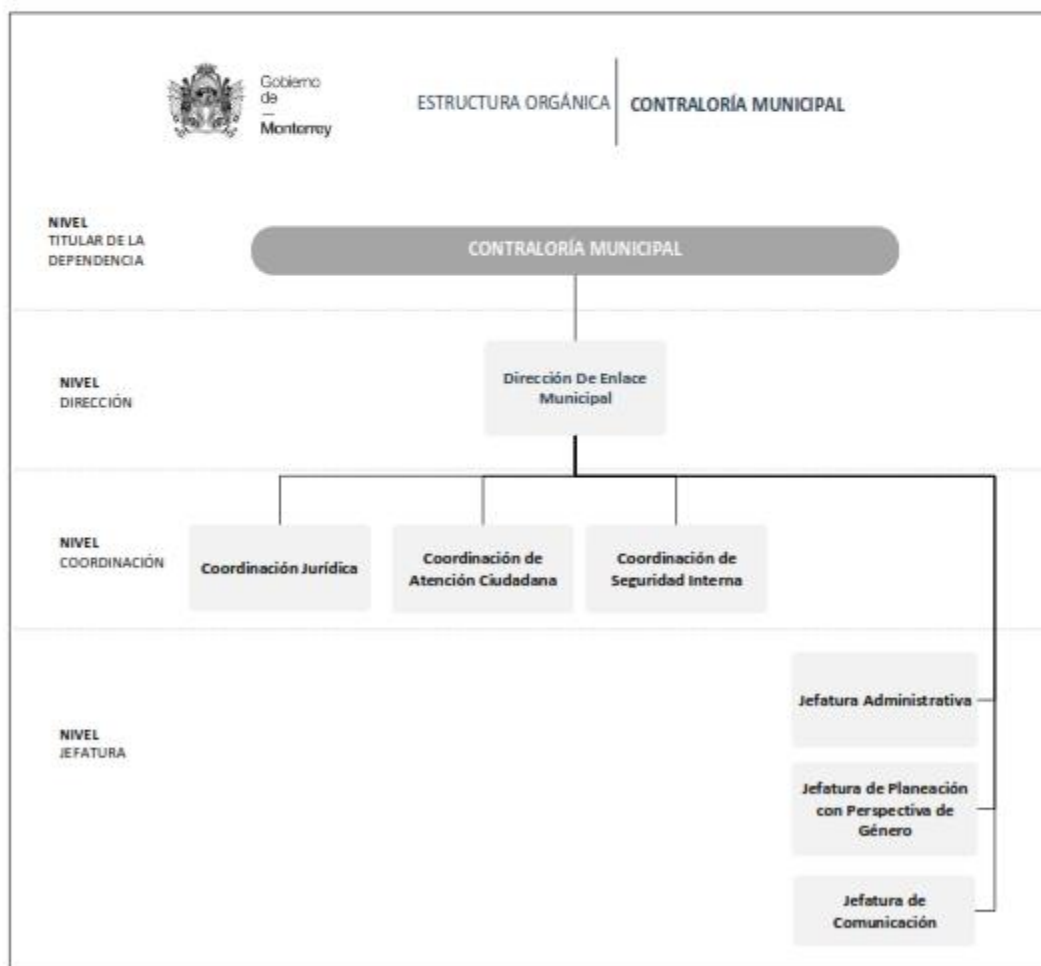 Gobierno
de
—
Monterrey
ESTRUCTURA ORGÁNICA
CONTRALORÍA MUNICIPAL
NIVEL
TITULAR DE LA
DEPENDENCIA
CONTRALORÍA MUNICIPAL
NIVEL
DIRECCIÓN
Dirección De Enlace
Municipal
NIVEL
COORDINACIÓN
Coordinación Jurídica
Coordinación de
Atención Ciudadana
Coordinación de
Seguridad Interna
NIVEL
JEFATURA
Jefatura Administrativa
Jefatura de Planeación
con Perspectiva de
Género
Jefatura de
Comunicación